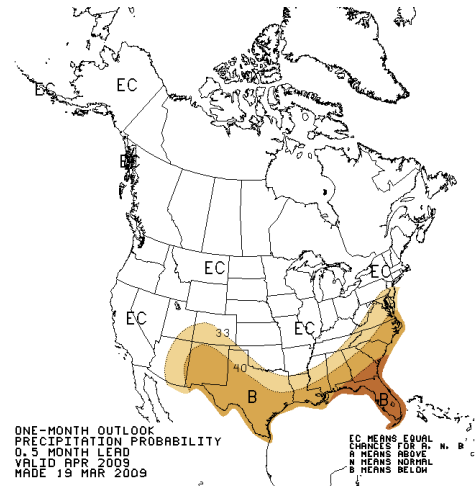 EC
EC
EC
EC
EC
EC
EC
33
40
B
B
B
ONE-MONTH OUTLOOK
PRECIPITATION PROBABILITY
0.5 MONTH LEAD
VALID APR 2009
MADE 19 MAR 2009
EC MEANS EQUAL
CHANCES FOR A, N, B
A MEANS ABOVE
N MEANS NORMAL
B MEANS BELOW